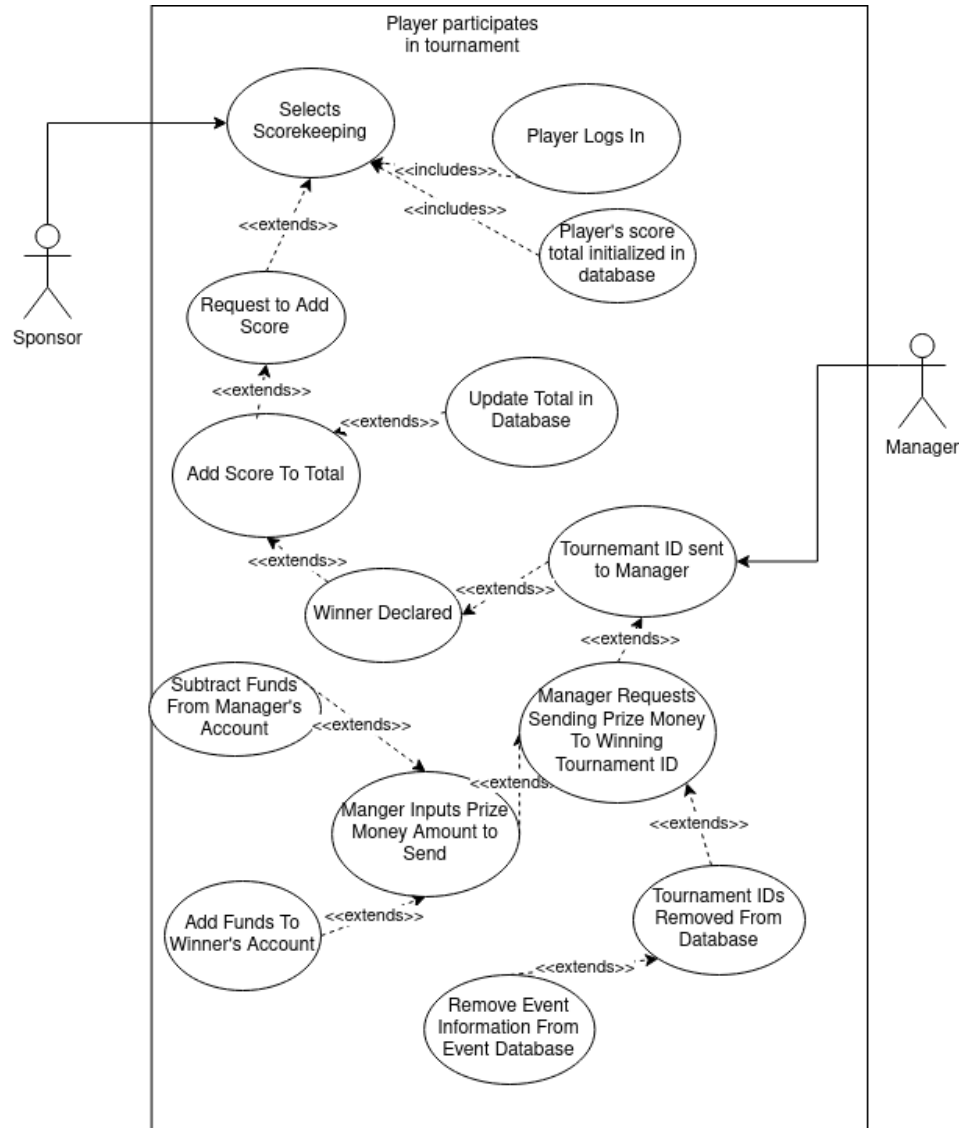 Player participates
in tournament
Selects
Scorekeeping
Player Logs In
<<includes>>
<<includes>>
<<extends>>
Player's score
total initialized in
database
Sponsor
Request to Add
Score
<<extends>>
Update Total in
Database
<<extends>>
Manager
Add Score To Total
<<extends>>
Tournemant ID sent
to Manager
<<extends>>
Winner Declared
<<extends>>
Subtract Funds
From Manager's
Account
<<extends>>
Manager Requests
Sending Prize Money
To Winning
Tournament ID
<<extends>
Manger Inputs Prize
Money Amount to
Send
<<extends>>
Tournament IDs
Removed From
Database
Add Funds To
Winner's Account
<<extends>>
<<extends>>
Remove Event
Information From
Event Database